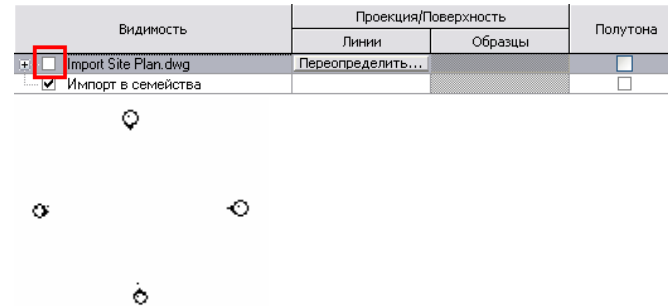 Видимость Проекция/Поверхность Полутона
Линии Образцы
Import Site Plan.dwg Переопределить...
Импорт в семейства